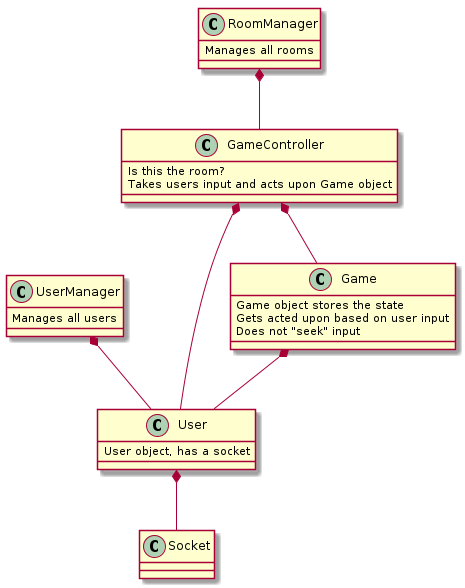 C RoomManager
Manages all rooms
C GameController
Is this the room?
Takes users input and acts upon Game object
C Game
Game object stores the state
Gets acted upon based on user input
Does not "seek" input
C UserManager
Manages all users
C User
User object, has a socket
C Socket